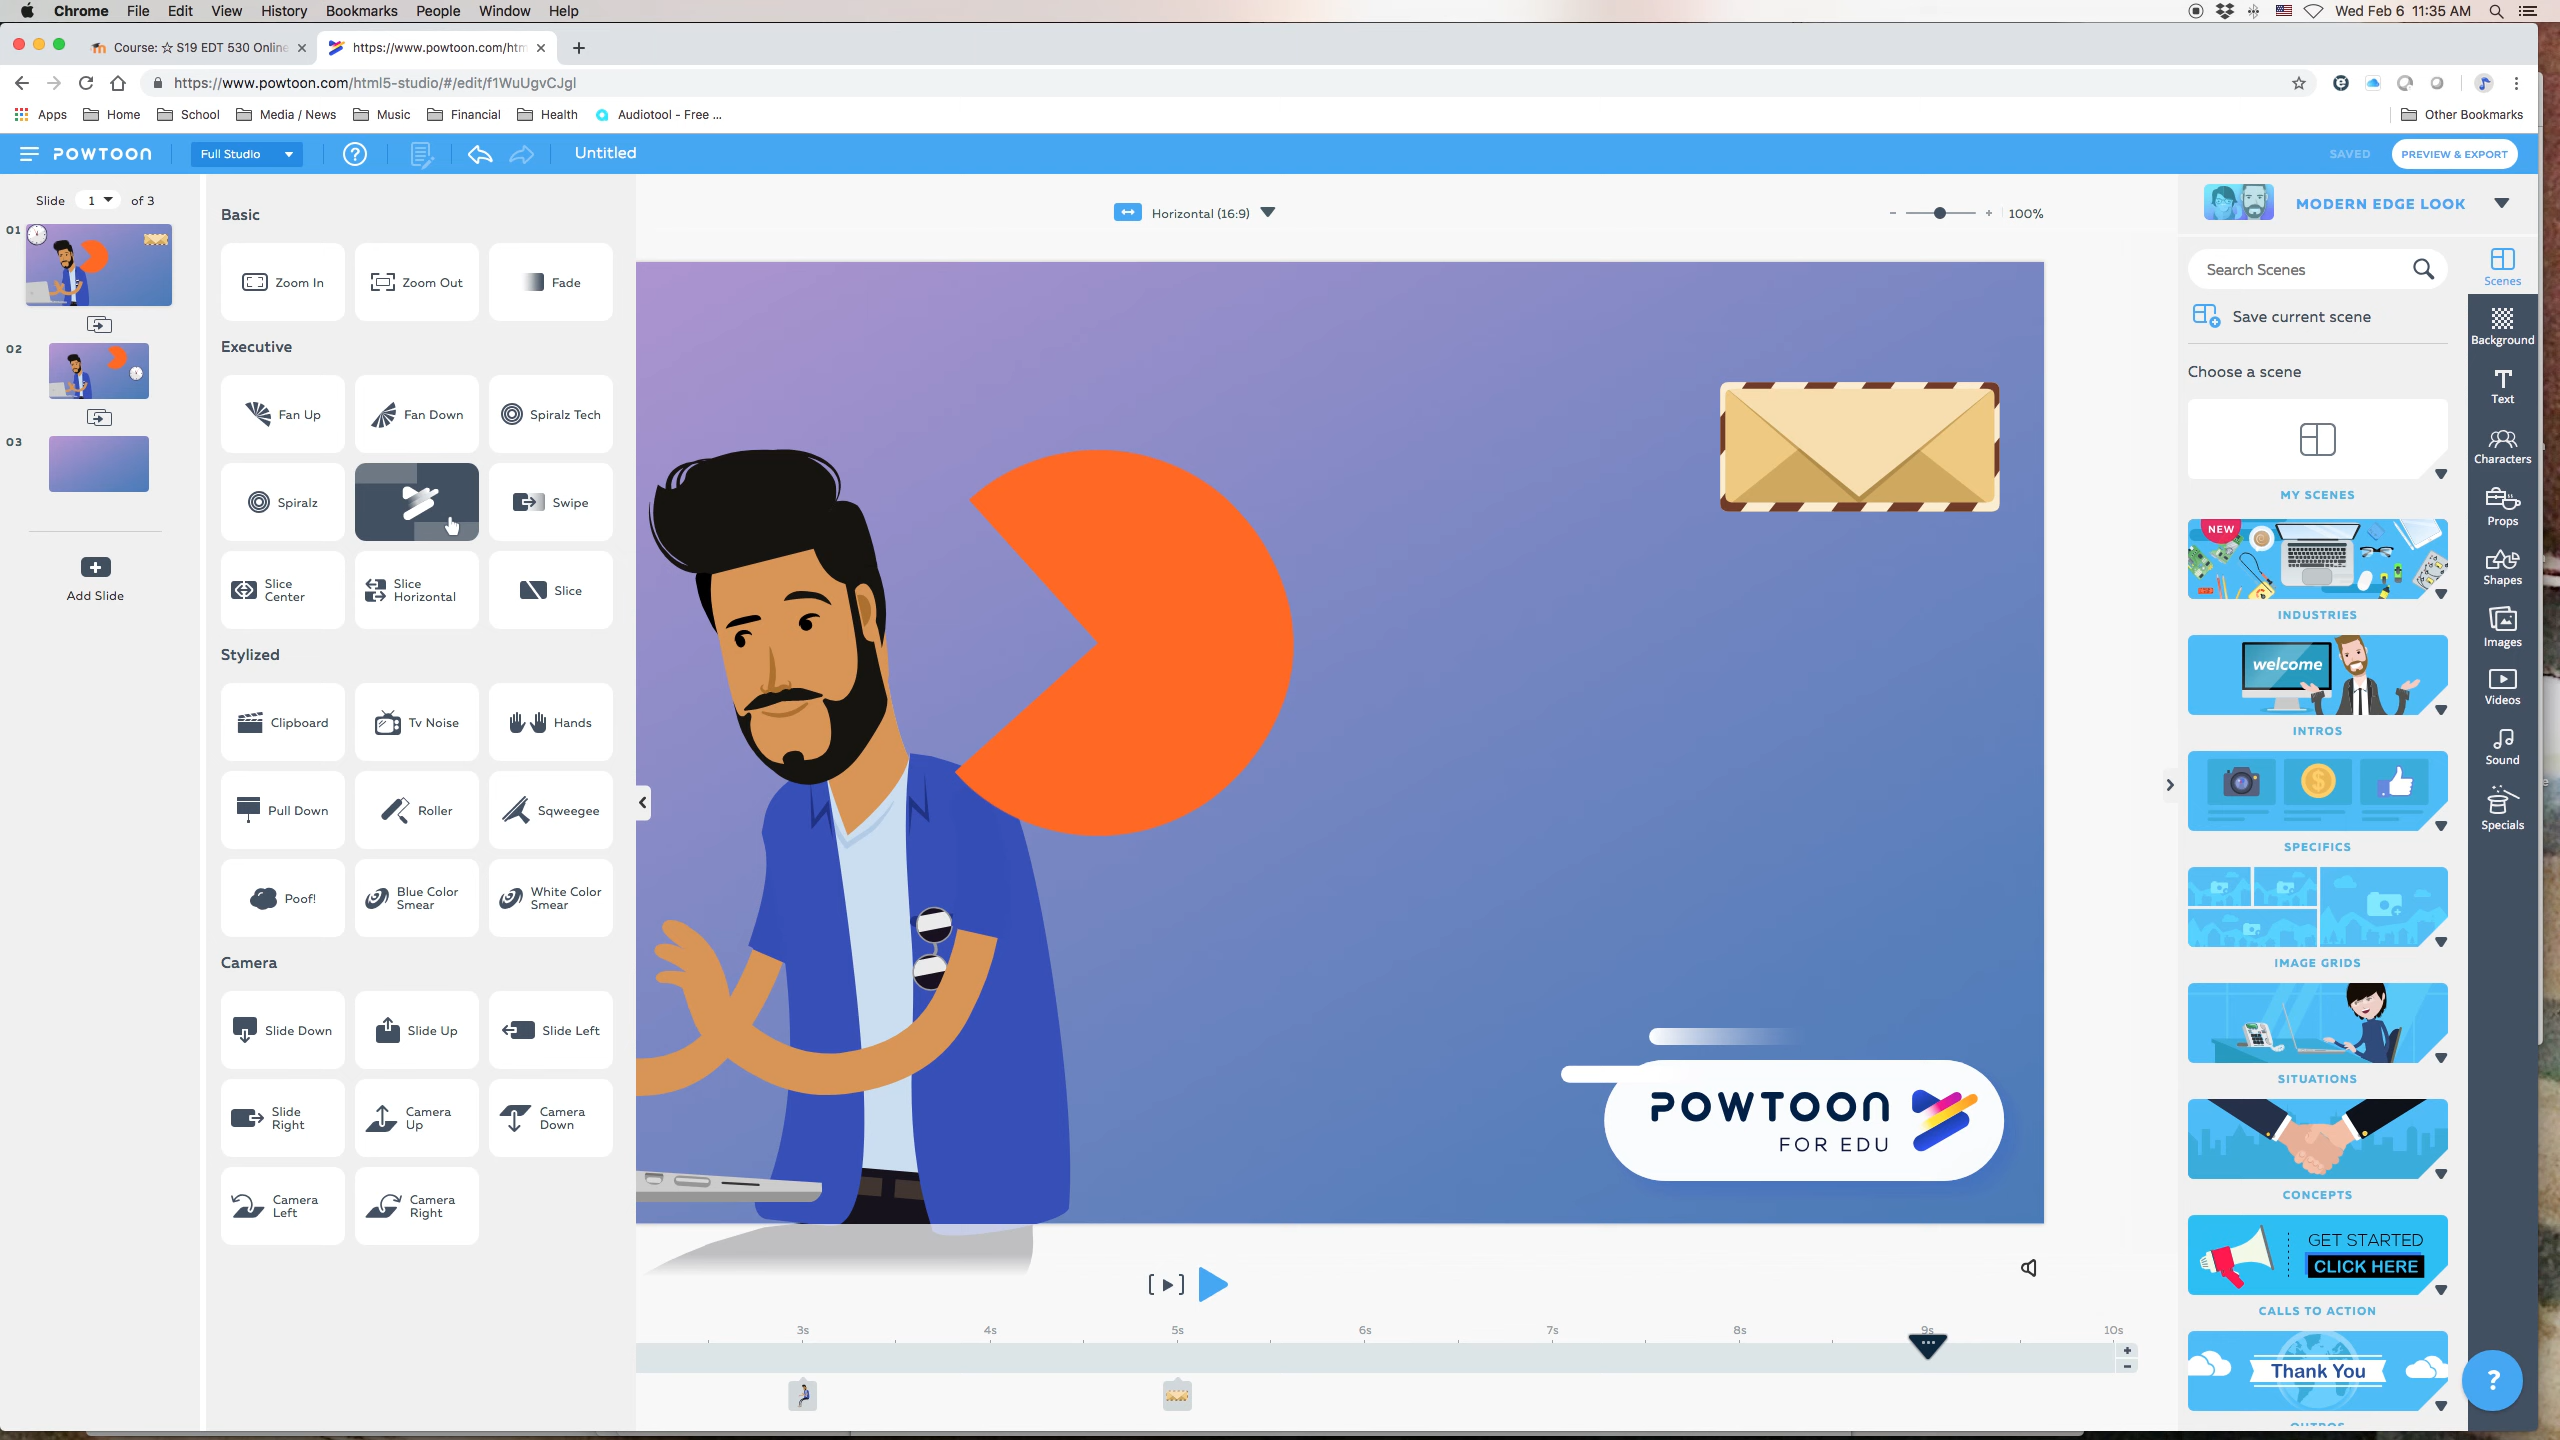 Chrome File Edit View History Bookmarks People Window Help
Wed Feb 6 11:35 AM
Course: ☆ S19 EDT 530 Online
https://www.powtoon.com/htm
https://www.powtoon.com/html5-studio/#/edit/f1WuUgvCJgl
Apps Home School Media / News Music Financial Health Audiotool - Free ...
Other Bookmarks
POWTOON Full Studio ? Untitled SAVED PREVIEW & EXPORT
Slide 1 of 3
01
02
03
Add Slide
Basic
Zoom In Zoom Out Fade
Executive
Fan Up Fan Down Spiralz Tech
Spiralz Swipe
Slice Center Slice Horizontal Slice
Stylized
Clipboard Tv Noise Hands
Pull Down Roller Sqweegee
Poof! Blue Color Smear White Color Smear
Camera
Slide Down Slide Up Slide Left
Slide Right Camera Up Camera Down
Camera Left Camera Right
Horizontal (16:9)
- + 100%
POWTOON
FOR EDU
3s 4s 5s 6s 7s 8s 9s 10s
+
-
MODERN EDGE LOOK
Search Scenes
Save current scene
Choose a scene
MY SCENES
NEW
INDUSTRIES
welcome
INTROS
SPECIFICS
IMAGE GRIDS
SITUATIONS
CONCEPTS
GET STARTED
CLICK HERE
CALLS TO ACTION
Thank You
OUTROS
Scenes
Background
Text
Characters
Props
Shapes
Images
Videos
Sound
Specials
?